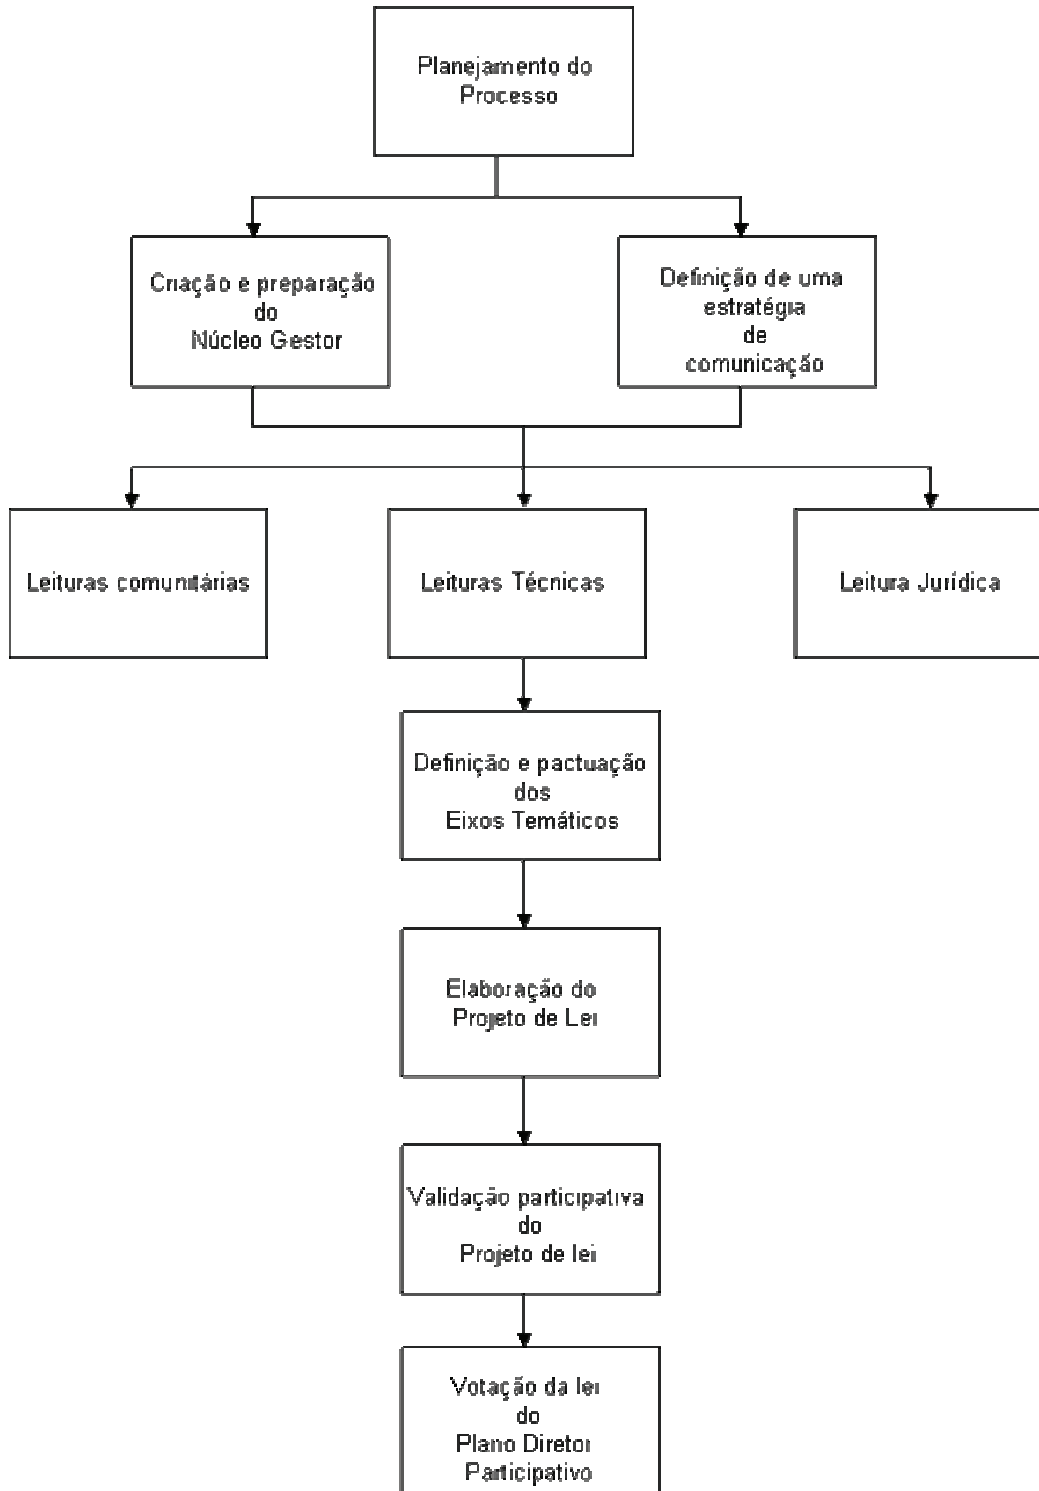 Planejamento do
Processo
Criação e preparação
do
Núcleo Gestor
Definição de uma
estratégia
de
comunicação
Leituras comunitárias
Leituras Técnicas
Leitura Jurídica
Definição e pactuação
dos
Eixos Temáticos
Elaboração do
Projeto de Lei
Validação participativa
do
Projeto de lei
Votação da lei
do
Plano Diretor
Participativo